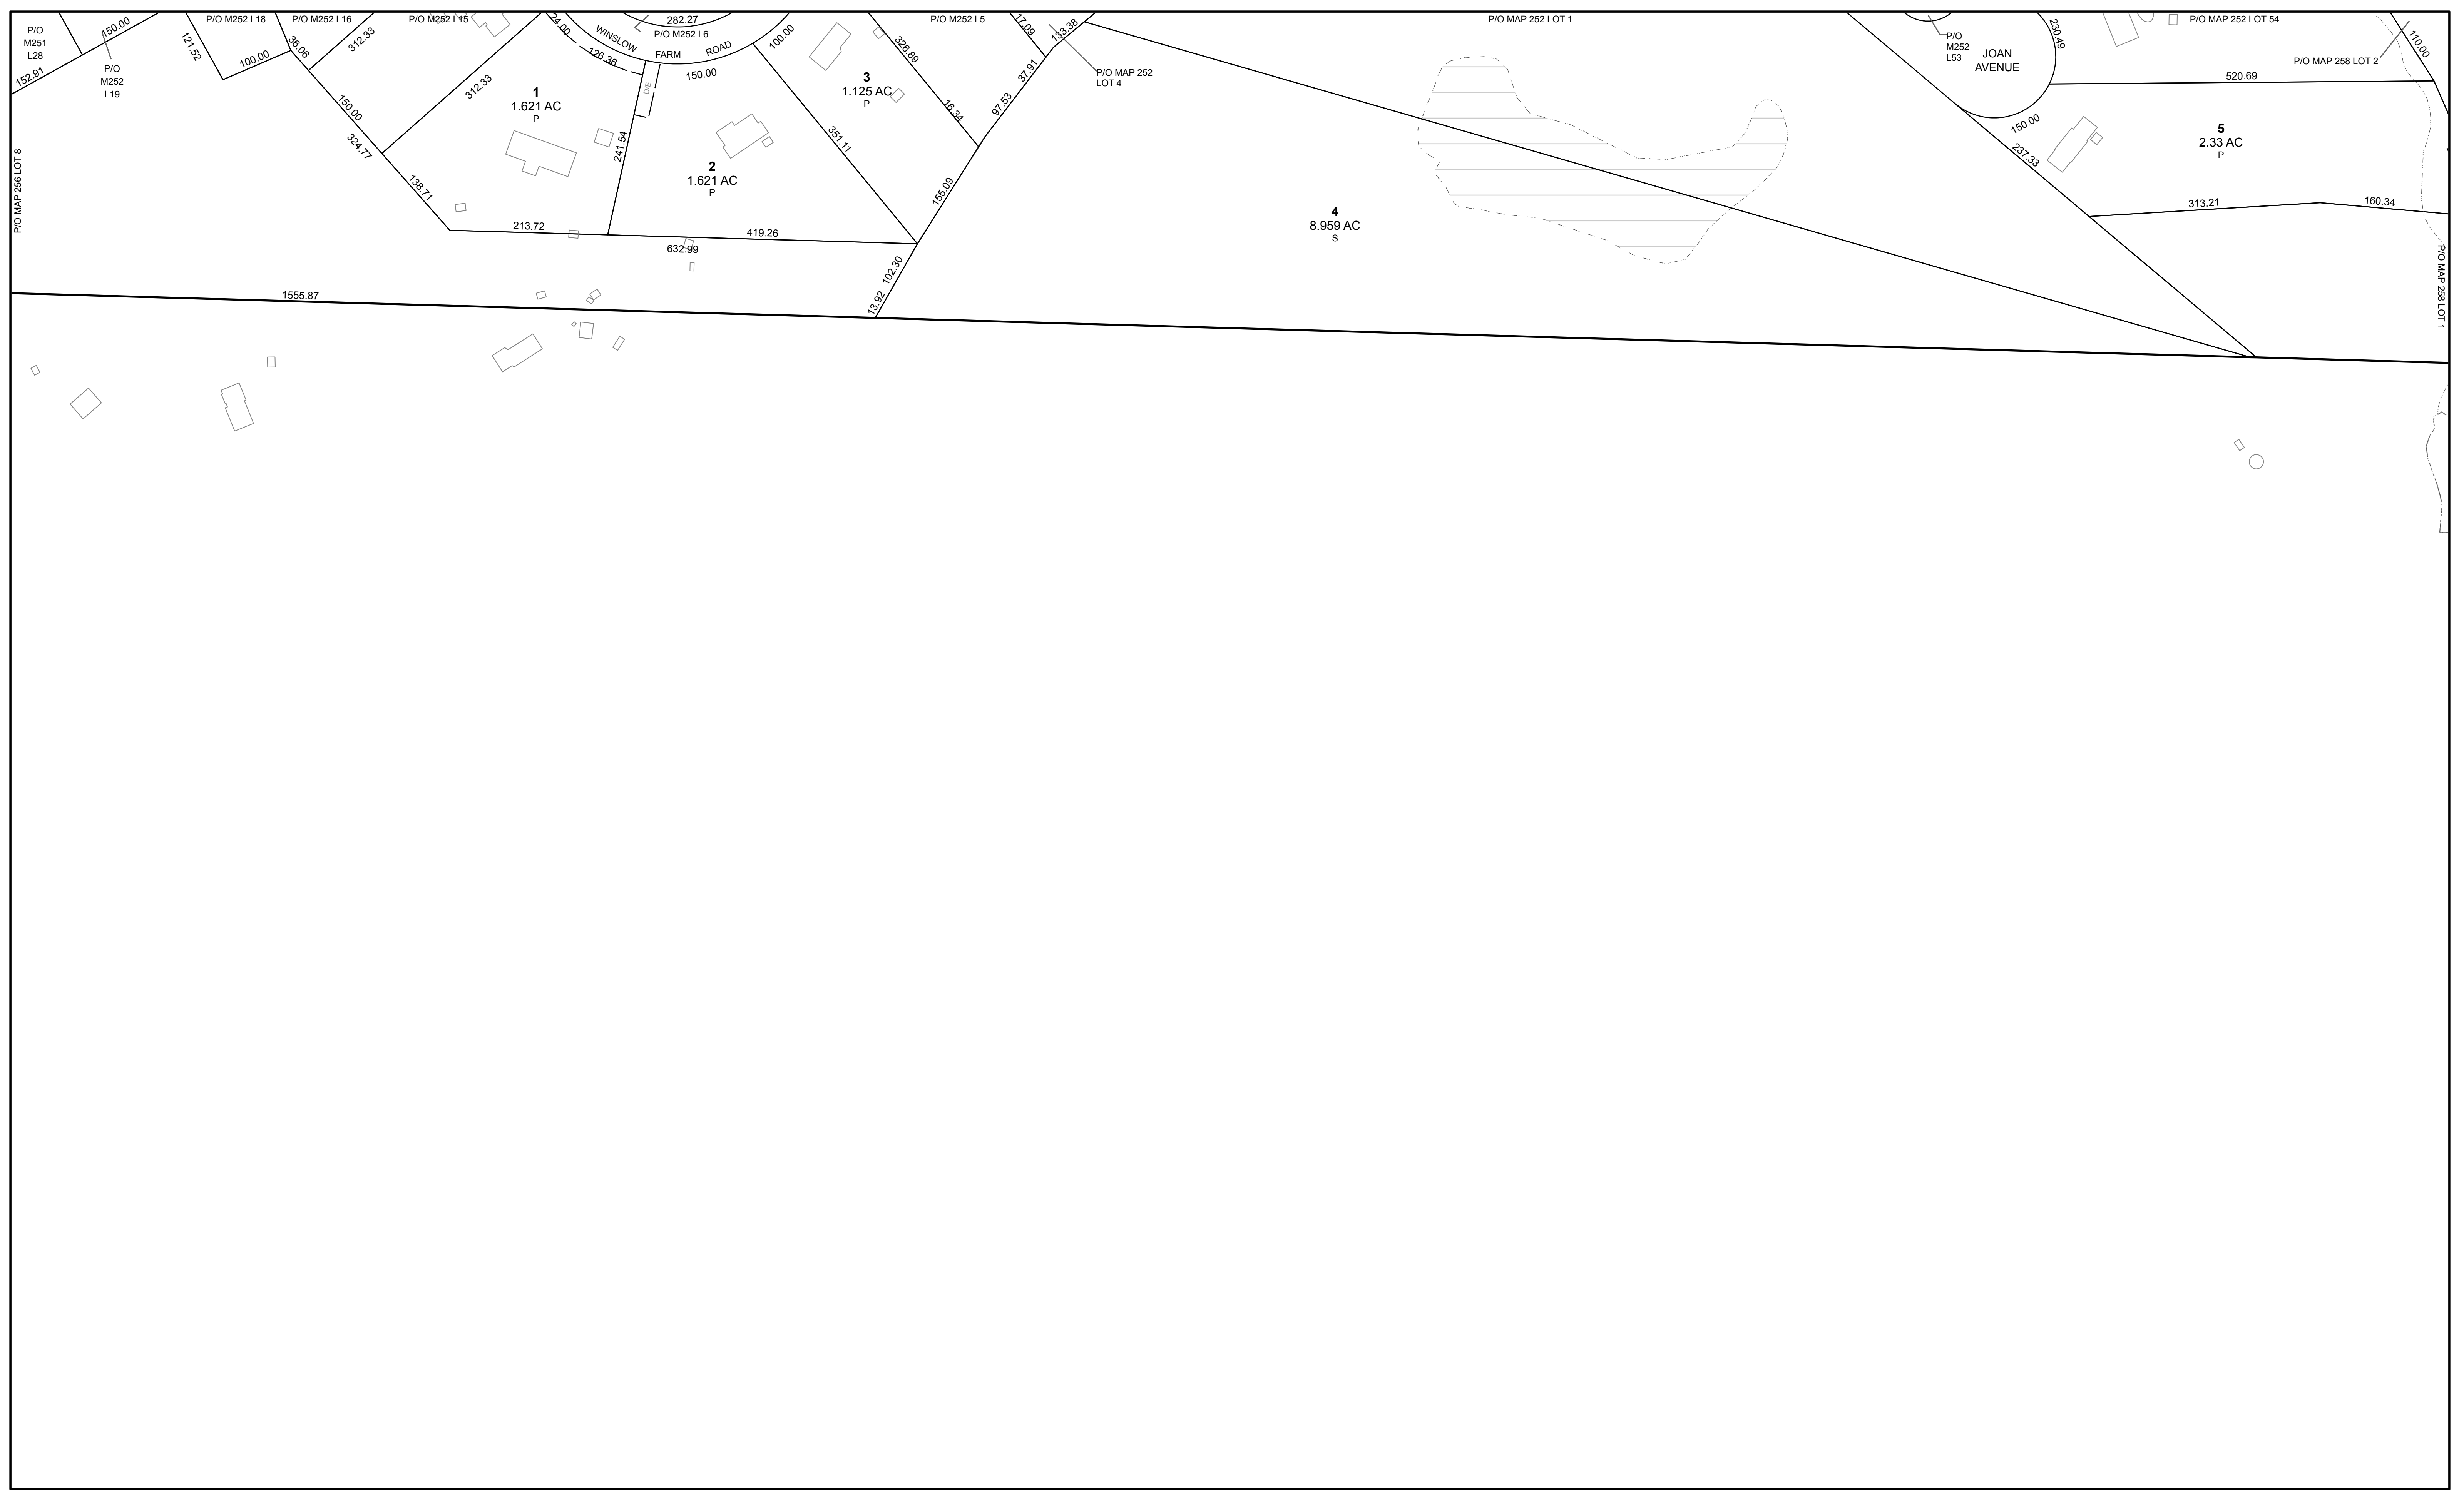 P/O
M251
L28
150.00
152.91
P/O
M252
L19
121.52
P/O M252 L18
100.00
P/O M252 L16
36.06
312.33
P/O M252 L15
150.00
324.77
138.71
312.33
24.00
126.36
WINSLOW FARM ROAD
282.27
P/O M252 L6
D/E
150.00
100.00
1
1.621 AC
P
241.54
2
1.621 AC
P
351.11
3
1.125 AC
P
326.89
16.34
P/O M252 L5
17.09
133.38
37.91
97.53
155.09
P/O MAP 252
LOT 4
P/O MAP 252 LOT 1
4
8.959 AC
S
P/O
M252
L53
JOAN
AVENUE
230.49
P/O MAP 252 LOT 54
110.00
P/O MAP 258 LOT 2
520.69
150.00
237.33
5
2.33 AC
P
313.21
160.34
P/O MAP 256 LOT 8
213.72
419.26
632.99
102.30
13.92
1555.87
P/O MAP 258 LOT 1